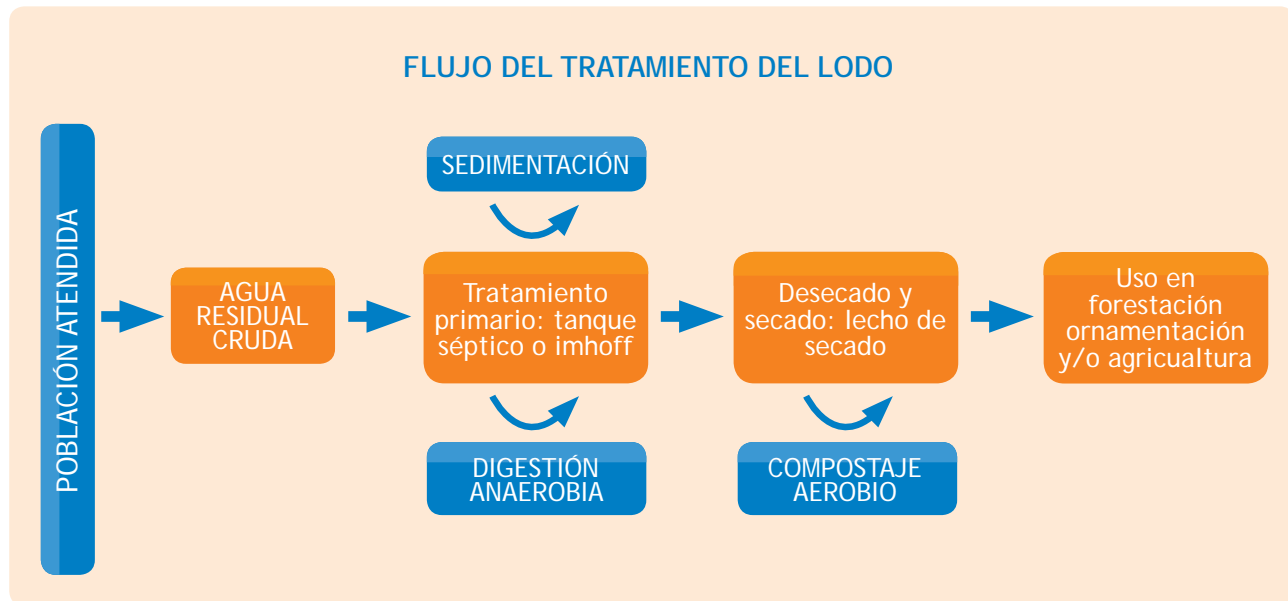 FLUJO DEL TRATAMIENTO DEL LODO
POBLACIÓN ATENDIDA
AGUA
RESIDUAL
CRUDA
SEDIMENTACIÓN
Tratamiento
primario: tanque
séptico o imhoff
DIGESTIÓN
ANAEROBIA
Desecado y
secado: lecho de
secado
COMPOSTAJE
AEROBIO
Uso en
forestación
ornamentación
y/o agricualtura